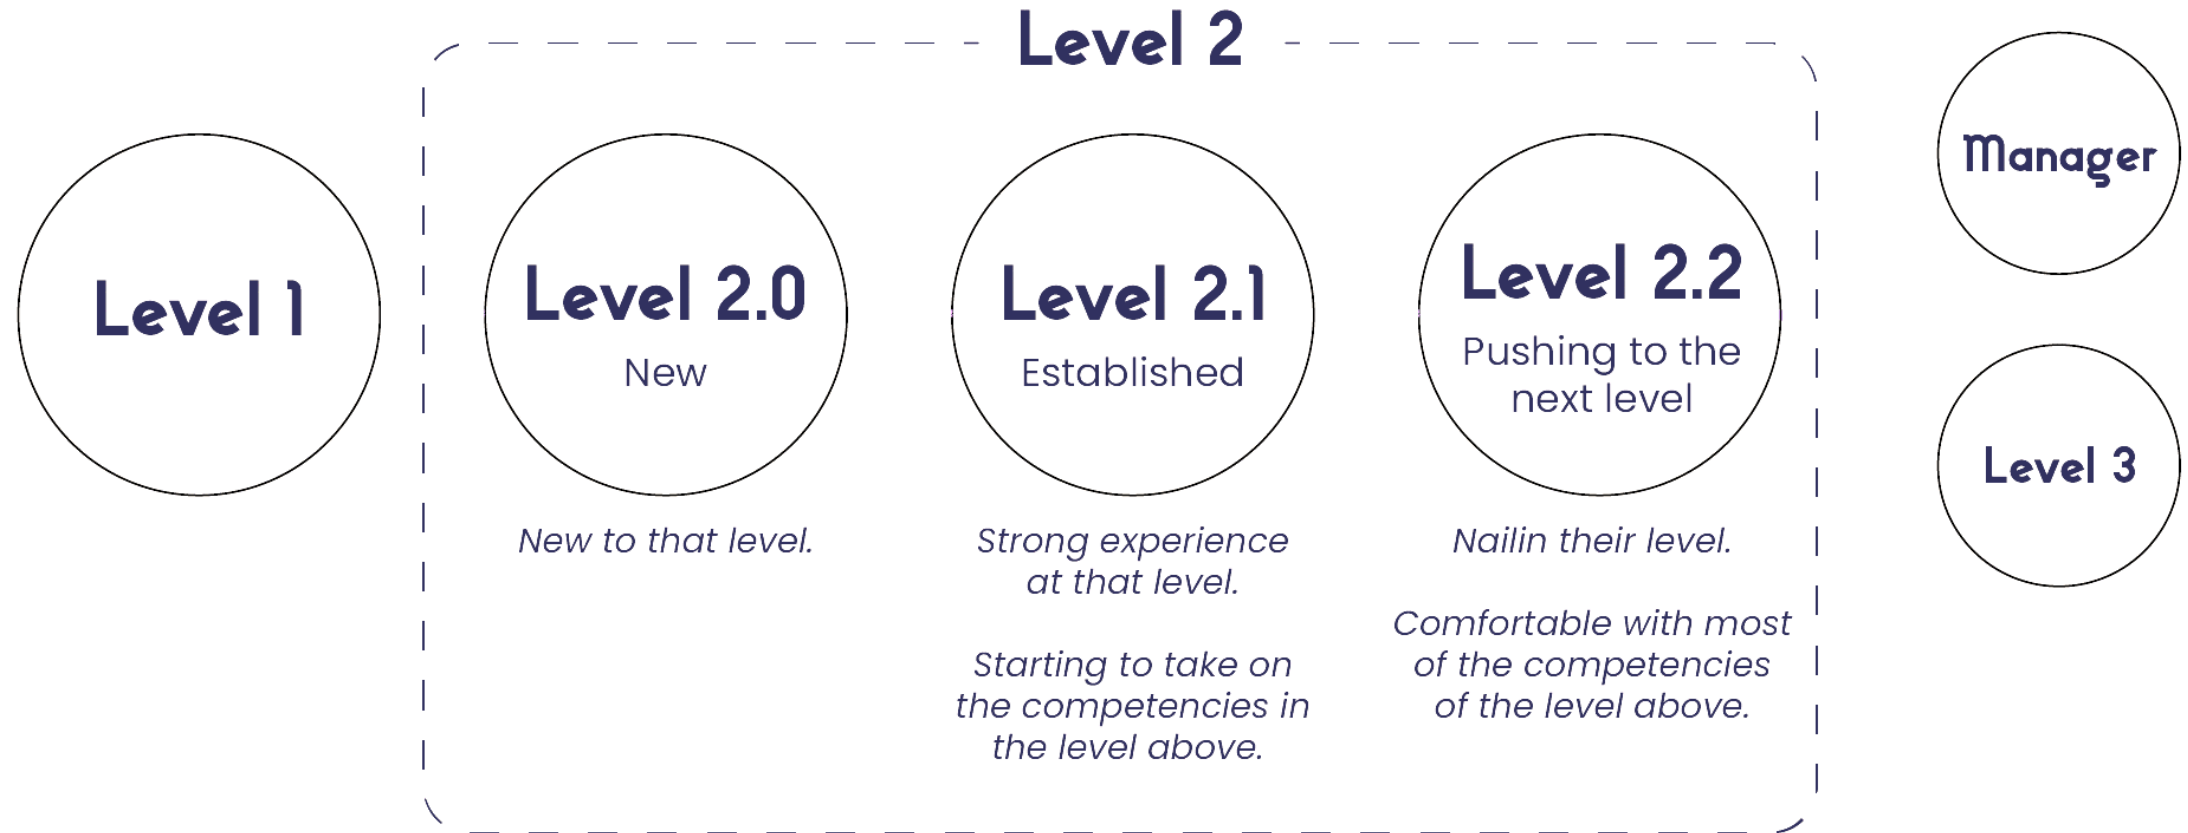 Level 2
Level 1
Level 2.0
New
New to that level.
Level 2.1
Established
Strong experience
at that level.
Starting to take on
the competencies in
the level above.
Level 2.2
Pushing to the
next level
Nailin their level.
Comfortable with most
of the competencies
of the level above.
Manager
Level 3